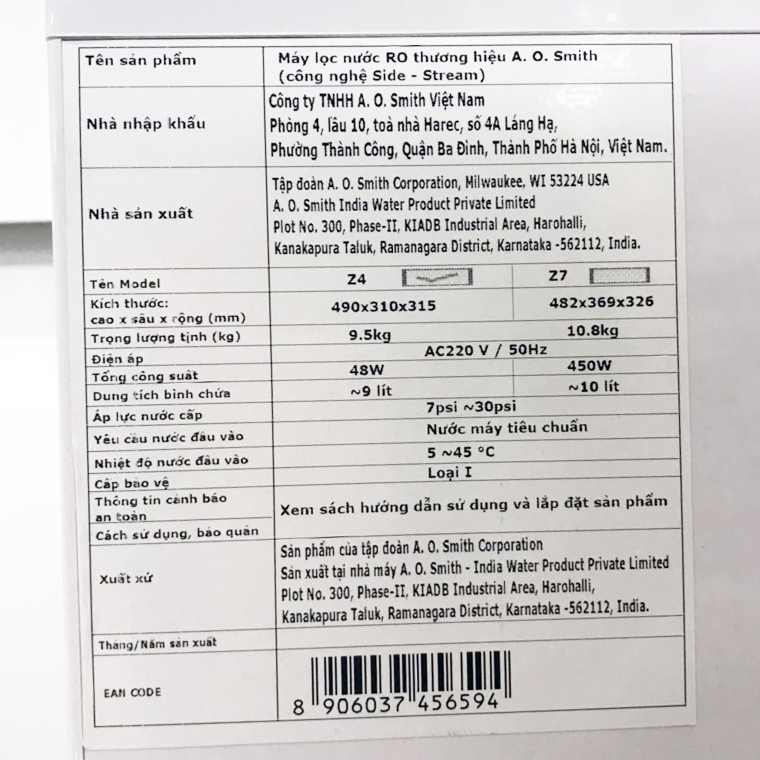 Tên sản phẩm
Máy lọc nước RO thương hiệu A. O. Smith
(công nghệ Side - Stream)
Nhà nhập khẩu
Công ty TNHH A. O. Smith Việt Nam
Phòng 4, lầu 10, toà nhà Harec, số 4A Láng Hạ,
Phường Thành Công, Quận Ba Đình, Thành Phố Hà Nội, Việt Nam.
Nhà sản xuất
Tập đoàn A. O. Smith Corporation, Milwaukee, WI 53224 USA
A. O. Smith India Water Product Private Limited
Plot No. 300, Phase-II, KIADB Industrial Area, Harohalli,
Kanakapura Taluk, Ramanagara District, Karnataka -562112, India.
Tên Model Z4 Z7
Kích thước:
cao x sâu x rộng (mm)
490x310x315 482x369x326
Trọng lượng tịnh (kg) 9.5kg 10.8kg
Điện áp AC220 V / 50Hz
Tổng công suất 48W 450W
Dung tích bình chứa ~9 lít ~10 lít
Áp lực nước cấp 7psi ~30psi
Yêu cầu nước đầu vào Nước máy tiêu chuẩn
Nhiệt độ nước đầu vào 5 ~45 °C
Cấp bảo vệ Loại I
Thông tin cảnh báo
an toàn
Cách sử dụng, bảo quản
Xem sách hướng dẫn sử dụng và lắp đặt sản phẩm
Xuất xứ
Sản phẩm của tập đoàn A. O. Smith Corporation
Sản xuất tại nhà máy A. O. Smith - India Water Product Private Limited
Plot No. 300, Phase-II, KIADB Industrial Area, Harohalli,
Kanakapura Taluk, Ramanagara District, Karnataka -562112, India.
Tháng/Năm sản xuất
EAN CODE
8 906037 456594